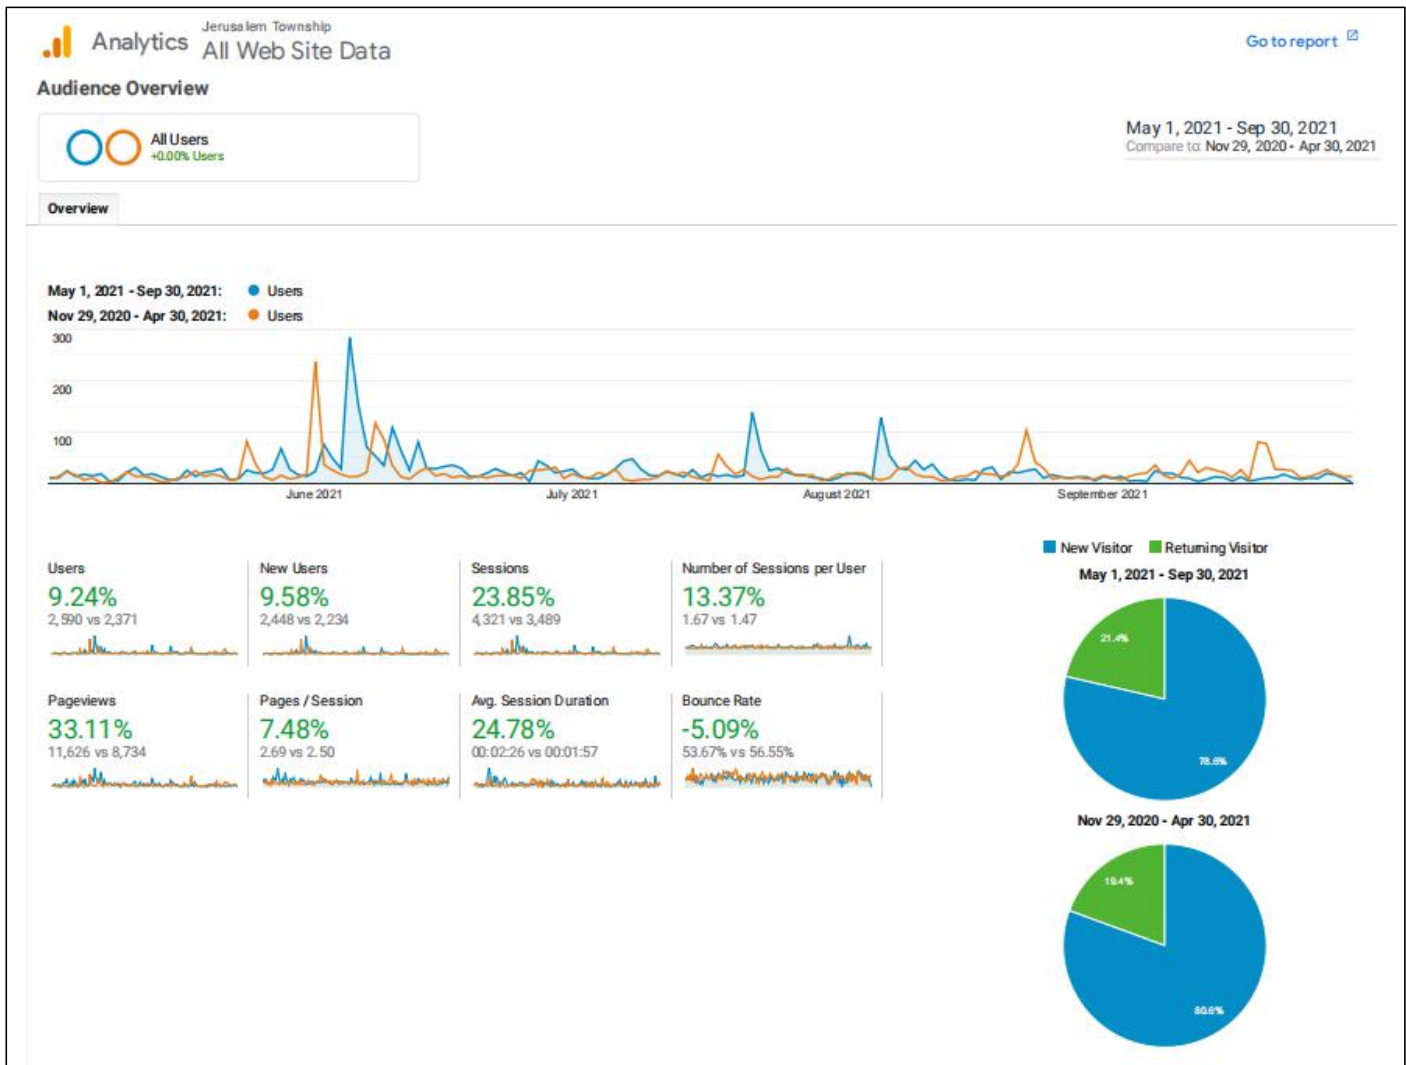 Analytics
Jerusalem Township
All Web Site Data
Go to report
Audience Overview
All Users
+0.00% Users
May 1, 2021 - Sep 30, 2021
Compare to: Nov 29, 2020 - Apr 30, 2021
Overview
May 1, 2021 - Sep 30, 2021: Users
Nov 29, 2020 - Apr 30, 2021: Users
300
200
100
June 2021 July 2021 August 2021 September 2021
Users
9.24%
2,590 vs 2,371
New Users
9.58%
2,448 vs 2,234
Sessions
23.85%
4,321 vs 3,489
Number of Sessions per User
13.37%
1.67 vs 1.47
Pageviews
33.11%
11,626 vs 8,734
Pages / Session
7.48%
2.69 vs 2.50
Avg. Session Duration
24.78%
00:02:26 vs 00:01:57
Bounce Rate
-5.09%
53.67% vs 56.55%
New Visitor Returning Visitor
May 1, 2021 - Sep 30, 2021
21.4%
78.6%
Nov 29, 2020 - Apr 30, 2021
19.4%
80.6%